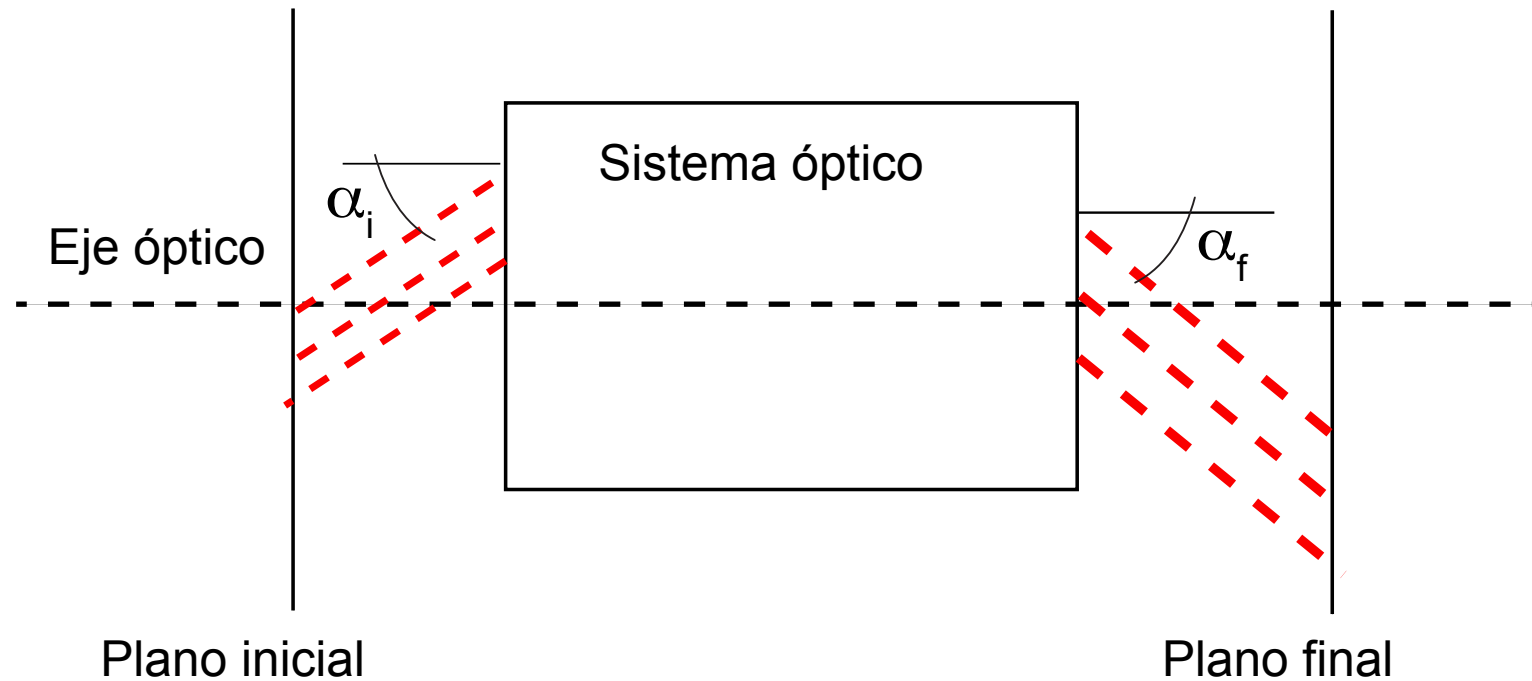 Sistema óptico
αi
Eje óptico
αf
Plano inicial
Plano final